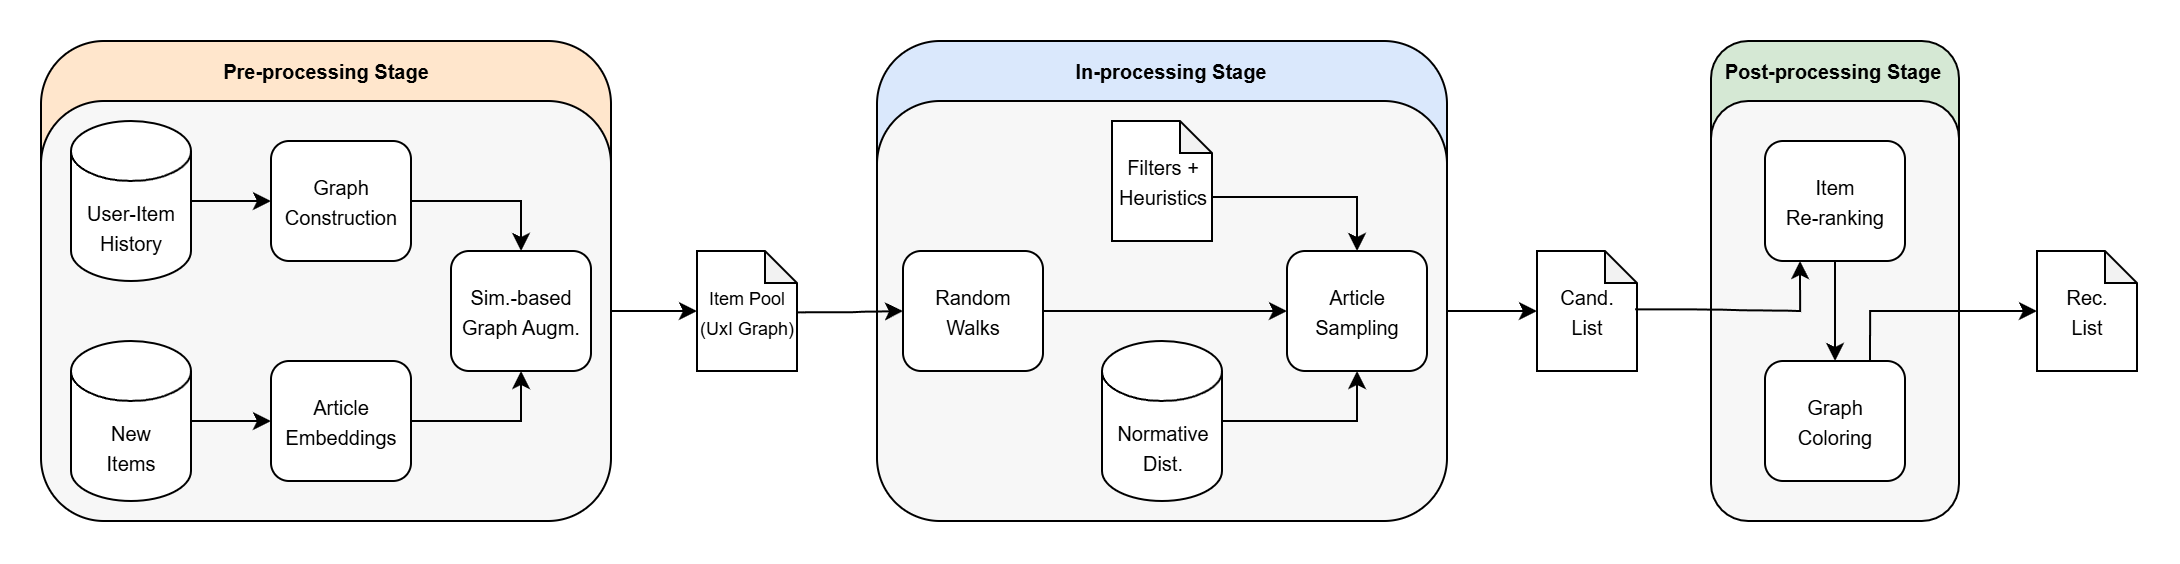 Pre-processing Stage
User-Item
History
Graph
Construction
Sim.-based
Graph Augm.
New
Items
Article
Embeddings
Item Pool
(UxI Graph)
In-processing Stage
Filters +
Heuristics
Random
Walks
Article
Sampling
Normative
Dist.
Cand.
List
Post-processing Stage
Item
Re-ranking
Graph
Coloring
Rec.
List